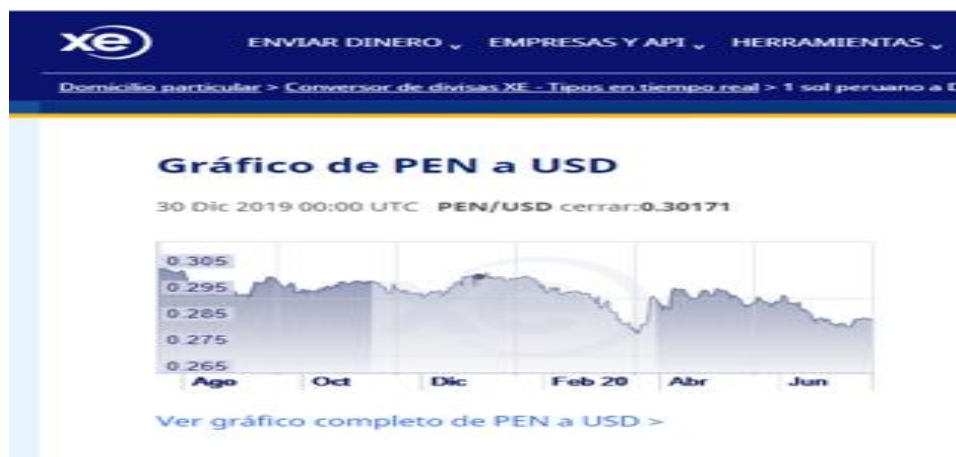 xe ENVIAR DINERO EMPRESAS Y API HERRAMIENTAS
Domicilio particular > Conversor de divisas XE - Tipos en tiempo real > 1 sol peruano a D
Gráfico de PEN a USD
30 Dic 2019 00:00 UTC PEN/USD cerrar:0.30171
0.305
0.295
0.285
0.275
0.265
xe
Ago Oct Dic Feb 20 Abr Jun
Ver gráfico completo de PEN a USD >